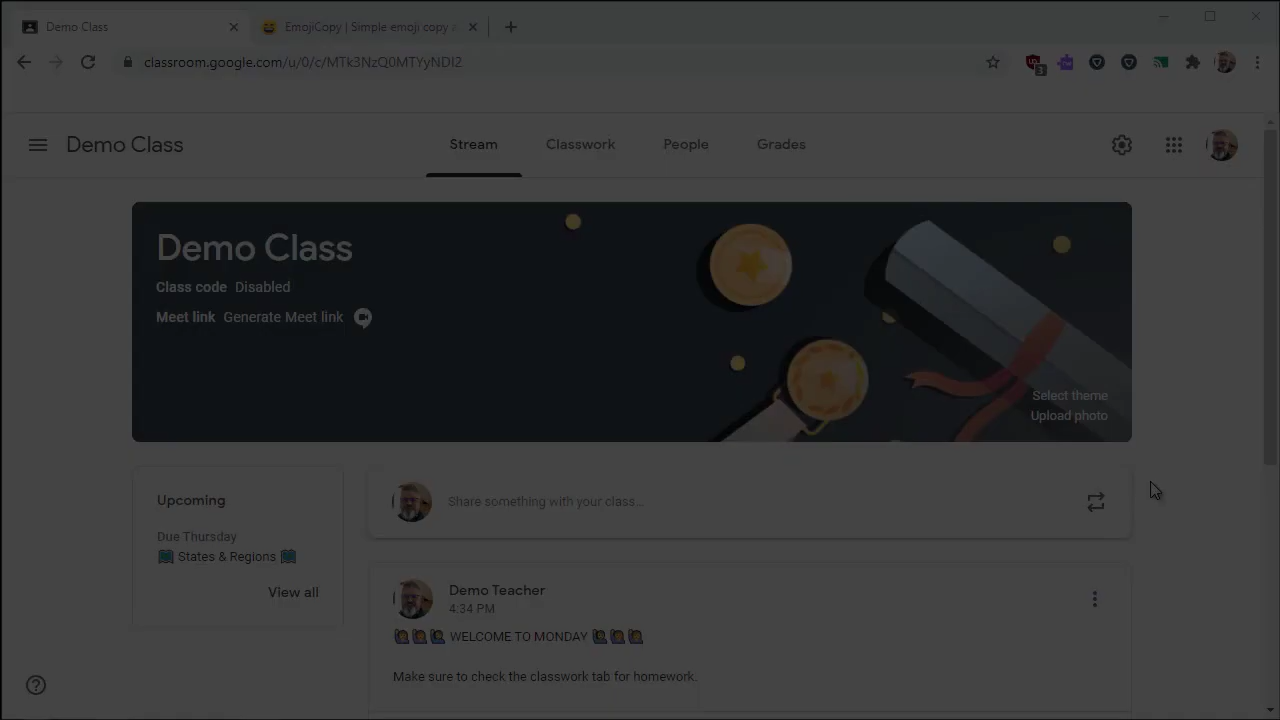 Demo Class
EmojiCopy | Simple emoji copy a
classroom.google.com/u/0/c/MTk3NzQ0MTYyNDI2
3
Demo Class
Stream
Classwork
People
Grades
Demo Class
Class code Disabled
Meet link Generate Meet link
Select theme
Upload photo
Upcoming
Due Thursday
🗺️ States & Regions 🗺️
View all
Share something with your class…
Demo Teacher
4:34 PM
🙋 🙋 🙋 WELCOME TO MONDAY 🙋 🙋 🙋
Make sure to check the classwork tab for homework.